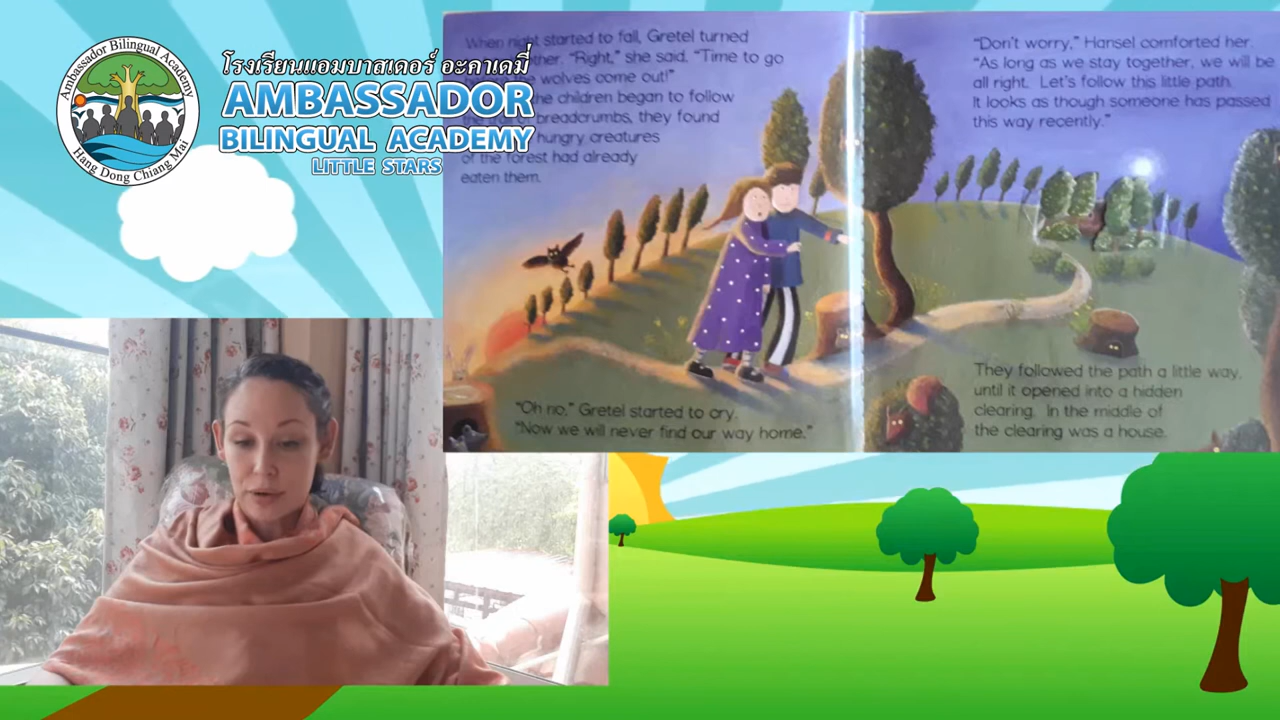 Ambassador Bilingual Academy
Hang Dong Chiang Mai
โรงเรียนแอมบาสเดอร์ อะคาเดมี่
AMBASSADOR
BILINGUAL ACADEMY
LITTLE STARS
When night started to fall, Gretel turned
"Right," she said, "Time to go
wolves come out!"
the children began to follow
breadcrumbs, they found
hungry creatures
of the forest had already
eaten them.
"Oh no," Gretel started to cry.
"Now we will never find our way home."
"Don't worry," Hansel comforted her.
"As long as we stay together, we will be
all right. Let's follow this little path.
It looks as though someone has passed
this way recently."
They followed the path a little way,
until it opened into a hidden
clearing. In the middle of
the clearing was a house.